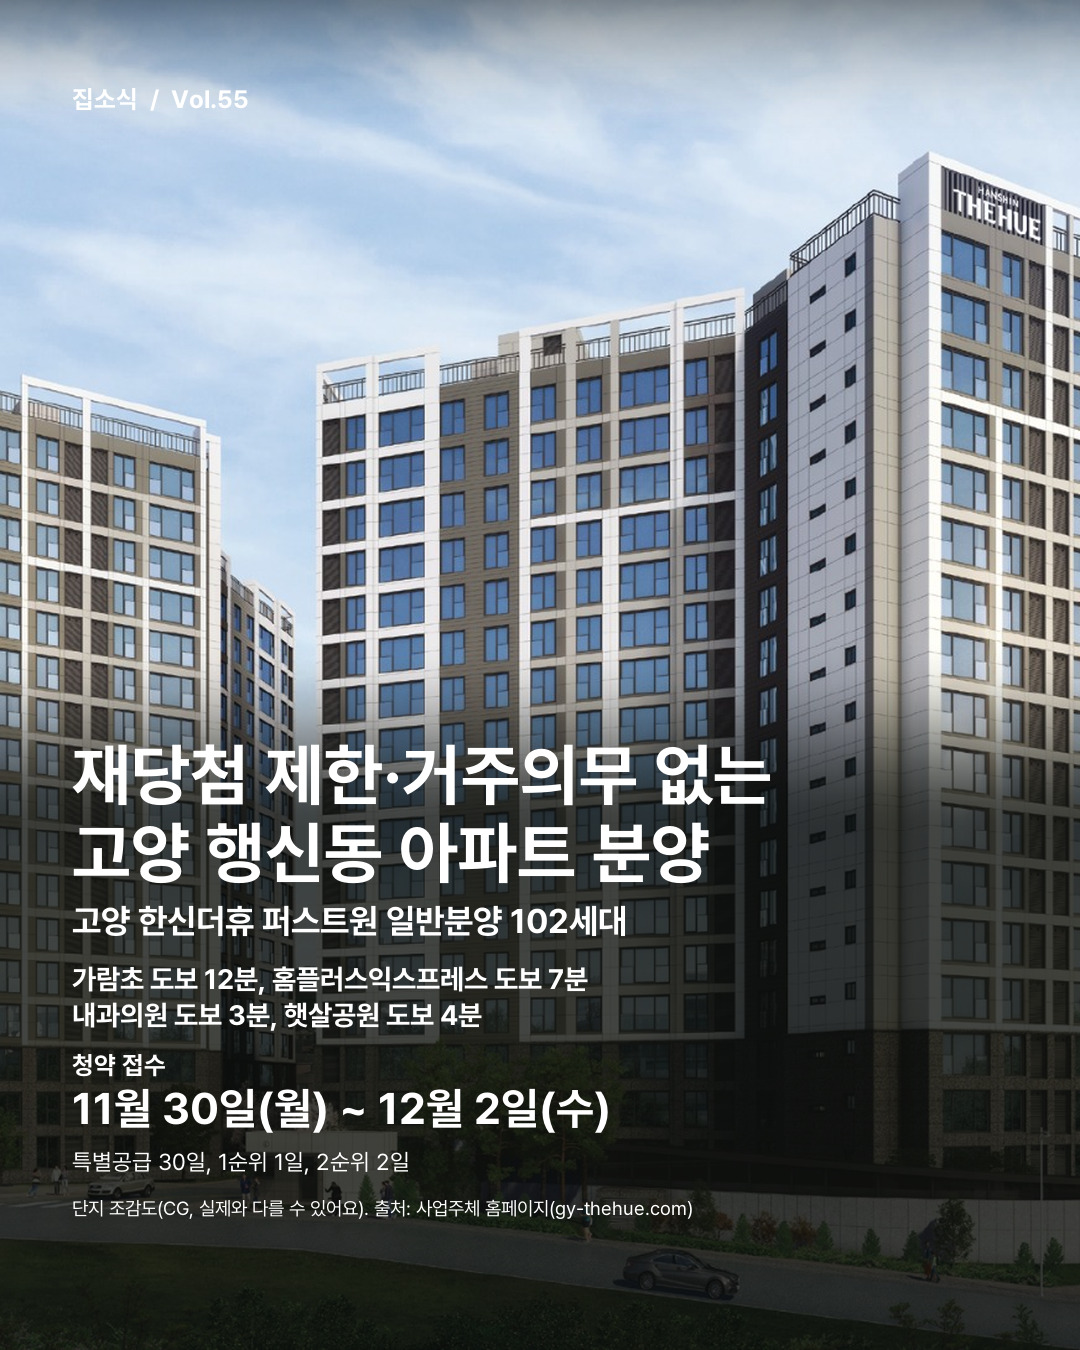 집소식 / Vol.55
HANSHIN
THEHUE
재당첨 제한·거주의무 없는
고양 행신동 아파트 분양
고양 한신더휴 퍼스트원 일반분양 102세대
가람초 도보 12분, 홈플러스익스프레스 도보 7분
내과의원 도보 3분, 햇살공원 도보 4분
청약 접수
11월 30일(월) ~ 12월 2일(수)
특별공급 30일, 1순위 1일, 2순위 2일
단지 조감도(CG, 실제와 다를 수 있어요). 출처: 사업주체 홈페이지(gy-thehue.com)